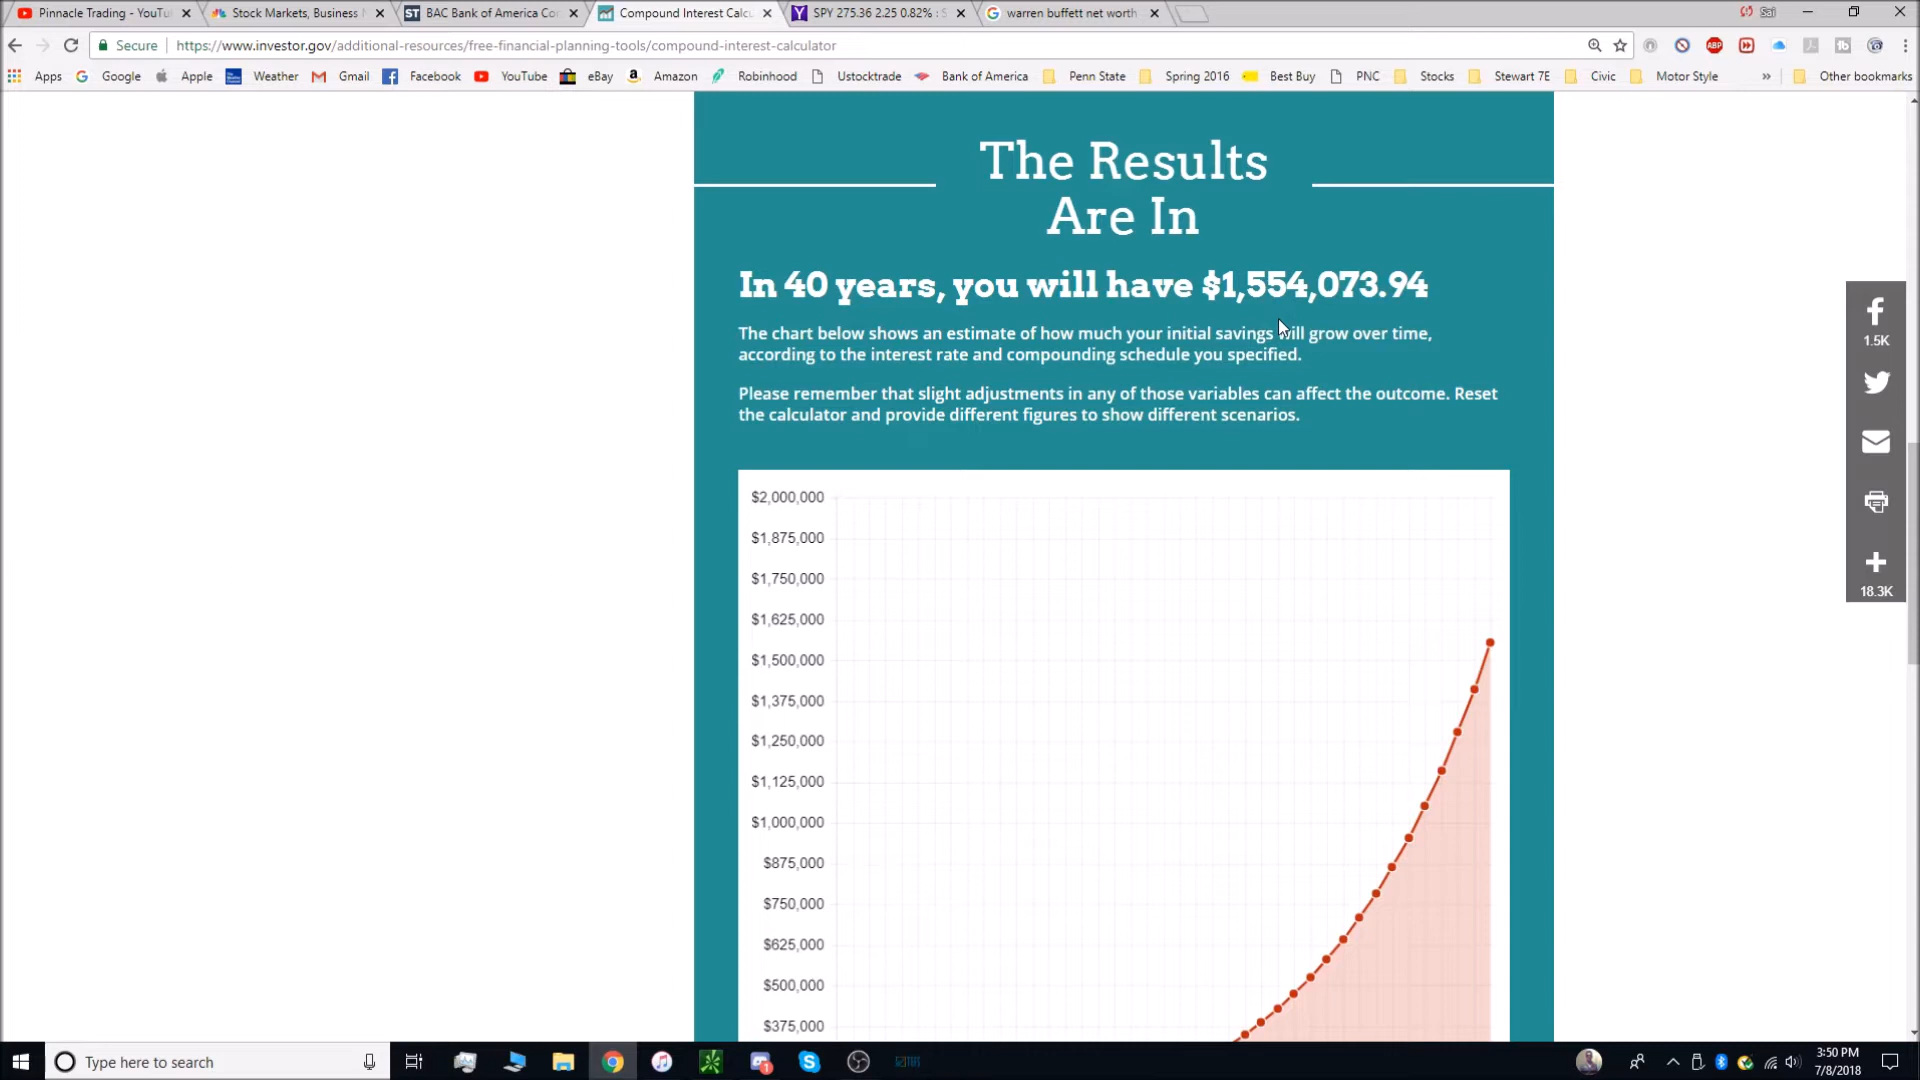 Pinnacle Trading - YouTu
Stock Markets, Business
BAC Bank of America Co
Compound Interest Calc
SPY 275.36 2.25 0.82% : S
warren buffett net worth
Secure
https://www.investor.gov/additional-resources/free-financial-planning-tools/compound-interest-calculator
Apps
Google
Apple
Weather
Gmail
Facebook
YouTube
eBay
Amazon
Robinhood
Ustocktrade
Bank of America
Penn State
Spring 2016
Best Buy
PNC
Stocks
Stewart 7E
Civic
Motor Style
»
Other bookmarks
The Results
Are In
In 40 years, you will have $1,554,073.94
The chart below shows an estimate of how much your initial savings will grow over time,
according to the interest rate and compounding schedule you specified.
Please remember that slight adjustments in any of those variables can affect the outcome. Reset
the calculator and provide different figures to show different scenarios.
1.5K
18.3K
$2,000,000
$1,875,000
$1,750,000
$1,625,000
$1,500,000
$1,375,000
$1,250,000
$1,125,000
$1,000,000
$875,000
$750,000
$625,000
$500,000
$375,000
Type here to search
3:50 PM
7/8/2018